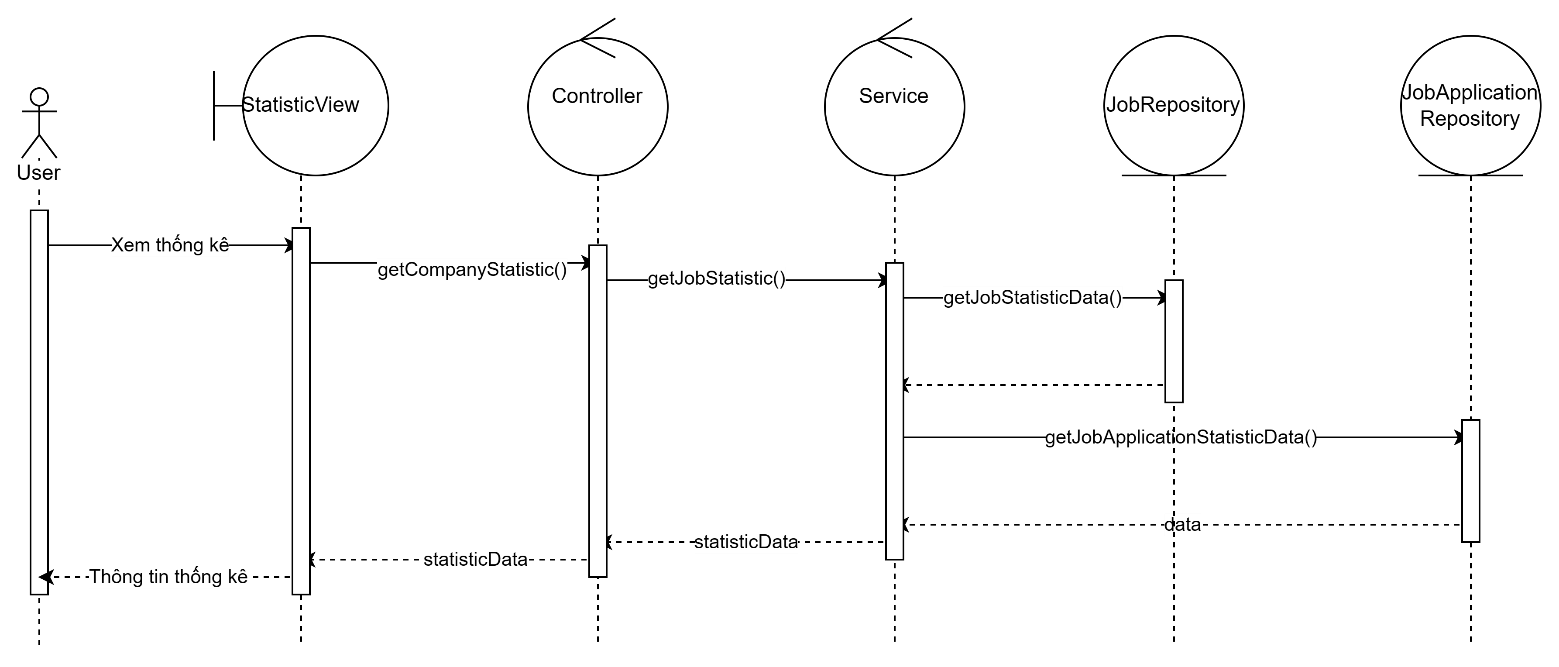 StatisticView
Controller
Service
JobRepository
JobApplication
Repository
User
Xem thống kê
getCompanyStatistic()
getJobStatistic()
getJobStatisticData()
getJobApplicationStatisticData()
data
statisticData
statisticData
Thông tin thống kê